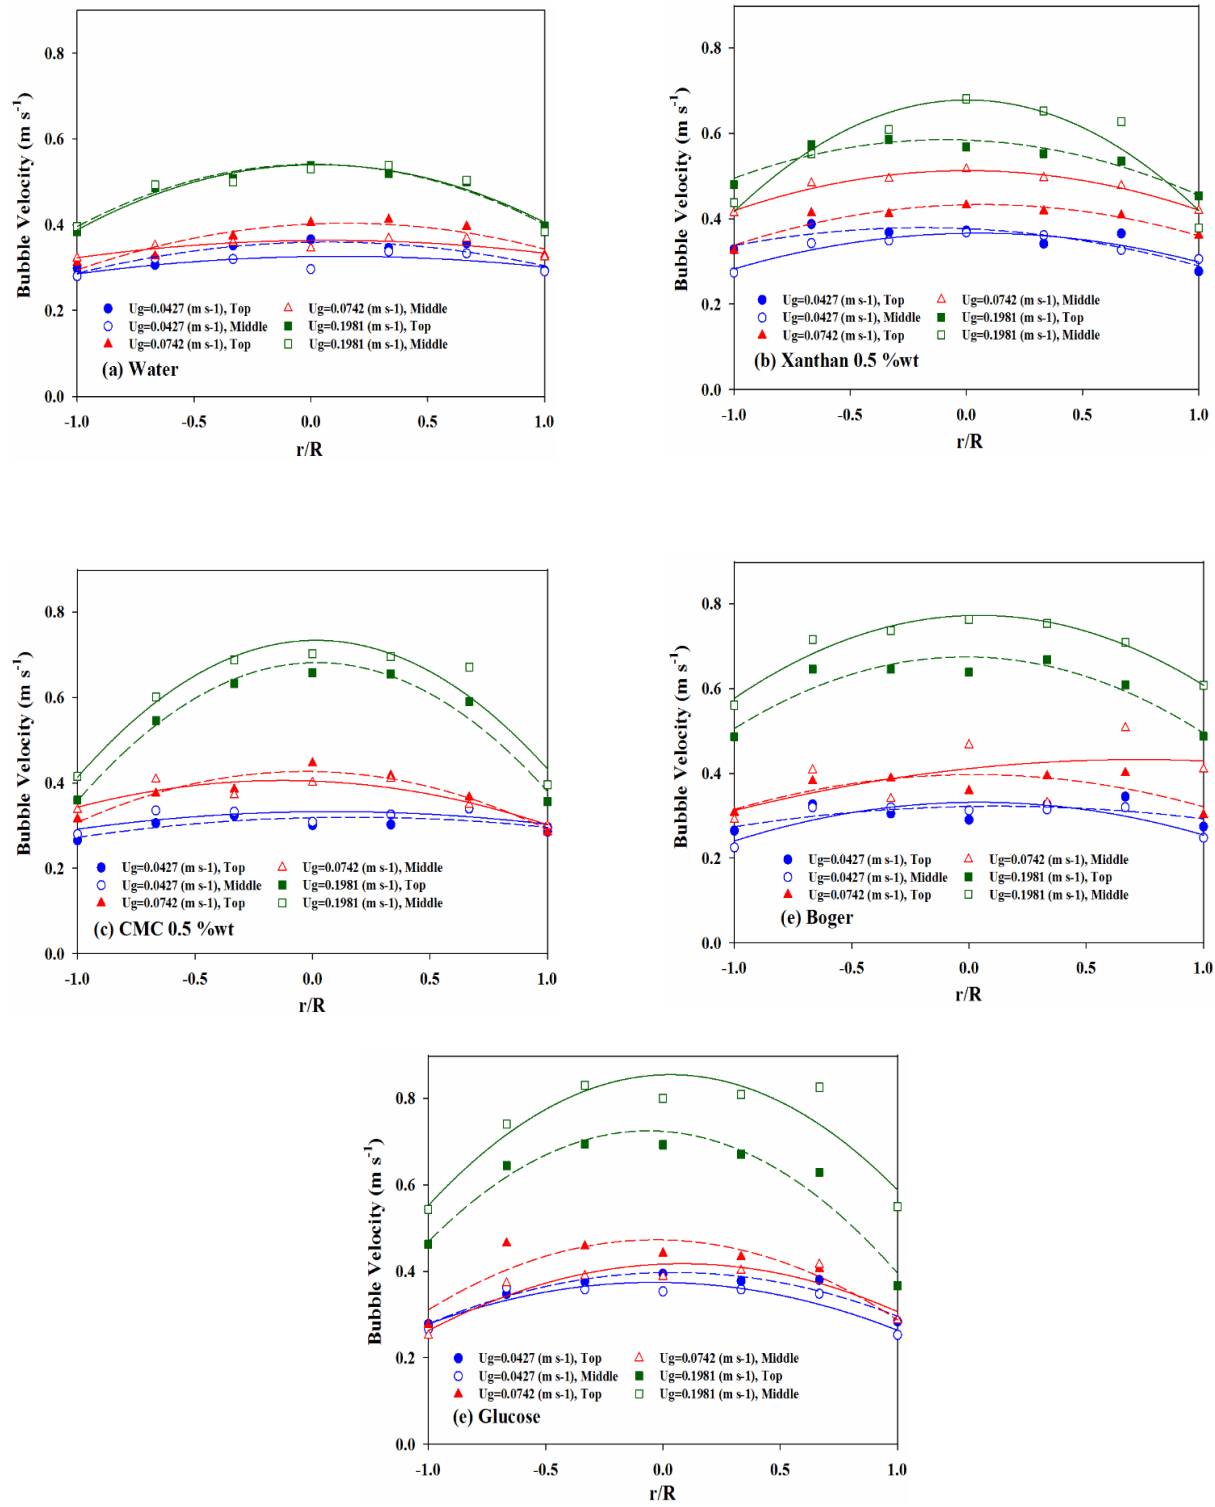 0.8
0.6
0.4
0.2
0.0
Bubble Velocity (m s-1)
Ug=0.0427 (m s-1), Top
Ug=0.0427 (m s-1), Middle
Ug=0.0742 (m s-1), Top
Ug=0.0742 (m s-1), Middle
Ug=0.1981 (m s-1), Top
Ug=0.1981 (m s-1), Middle
(a) Water
-1.0 -0.5 0.0 0.5 1.0
r/R
0.8
0.6
0.4
0.2
0.0
Bubble Velocity (m s-1)
Ug=0.0427 (m s-1), Top
Ug=0.0427 (m s-1), Middle
Ug=0.0742 (m s-1), Top
Ug=0.0742 (m s-1), Middle
Ug=0.1981 (m s-1), Top
Ug=0.1981 (m s-1), Middle
(b) Xanthan 0.5 %wt
-1.0 -0.5 0.0 0.5 1.0
r/R
0.8
0.6
0.4
0.2
0.0
Bubble Velocity (m s-1)
Ug=0.0427 (m s-1), Top
Ug=0.0427 (m s-1), Middle
Ug=0.0742 (m s-1), Top
Ug=0.0742 (m s-1), Middle
Ug=0.1981 (m s-1), Top
Ug=0.1981 (m s-1), Middle
(c) CMC 0.5 %wt
-1.0 -0.5 0.0 0.5 1.0
r/R
0.8
0.6
0.4
0.2
0.0
Bubble Velocity (m s-1)
Ug=0.0427 (m s-1), Top
Ug=0.0427 (m s-1), Middle
Ug=0.0742 (m s-1), Top
Ug=0.0742 (m s-1), Middle
Ug=0.1981 (m s-1), Top
Ug=0.1981 (m s-1), Middle
(e) Boger
-1.0 -0.5 0.0 0.5 1.0
r/R
0.8
0.6
0.4
0.2
0.0
Bubble Velocity (m s-1)
Ug=0.0427 (m s-1), Top
Ug=0.0427 (m s-1), Middle
Ug=0.0742 (m s-1), Top
Ug=0.0742 (m s-1), Middle
Ug=0.1981 (m s-1), Top
Ug=0.1981 (m s-1), Middle
(e) Glucose
-1.0 -0.5 0.0 0.5 1.0
r/R